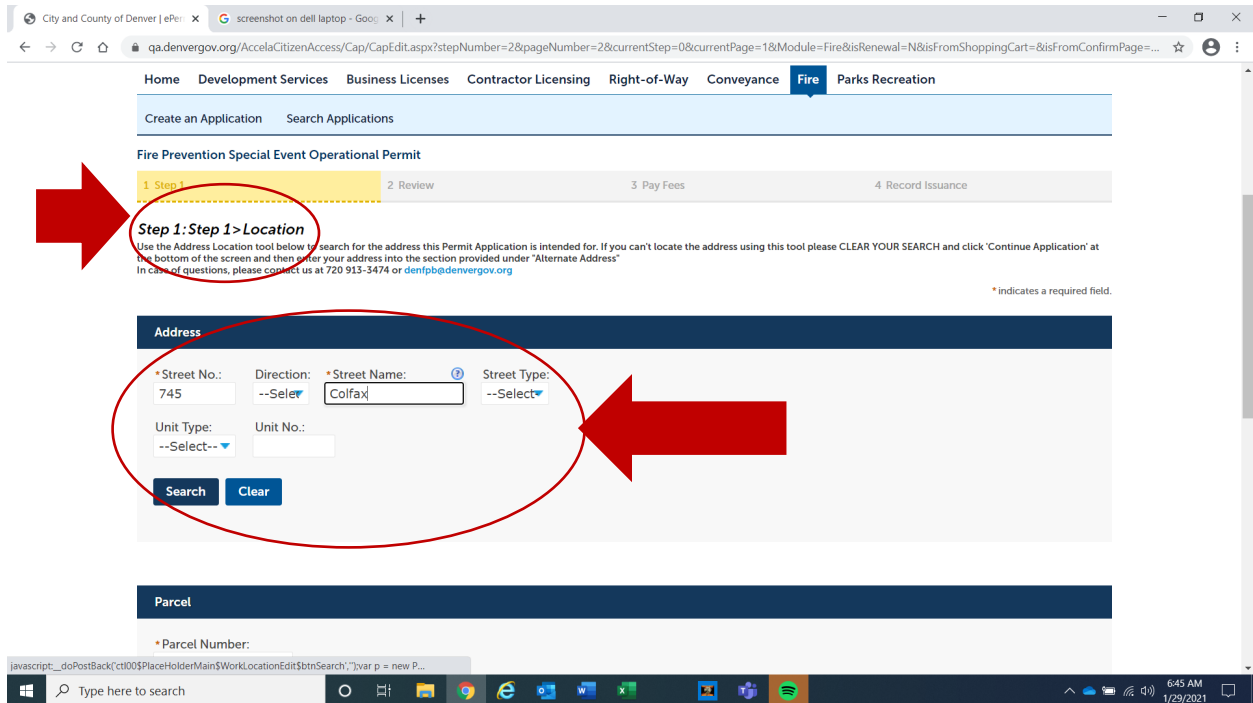 City and County of Denver | ePer
screenshot on dell laptop - Goog
qa.denvergov.org/AccelaCitizenAccess/Cap/CapEdit.aspx?stepNumber=2&pageNumber=2&currentStep=0&currentPage=1&Module=Fire&isRenewal=N&isFromShoppingCart=&isFromConfirmPage=...
Home Development Services Business Licenses Contractor Licensing Right-of-Way Conveyance Fire Parks Recreation
Create an Application Search Applications
Fire Prevention Special Event Operational Permit
1 Step 1 2 Review 3 Pay Fees 4 Record Issuance
Step 1:Step 1>Location
Use the Address Location tool below to search for the address this Permit Application is intended for. If you can't locate the address using this tool please CLEAR YOUR SEARCH and click 'Continue Application' at
the bottom of the screen and then enter your address into the section provided under "Alternate Address"
In case of questions, please contact us at 720 913-3474 or denfpb@denvergov.org
* indicates a required field.
Address
*Street No.: Direction: *Street Name: ? Street Type:
745 --Selec Colfax --Select
Unit Type: Unit No.:
--Select--
Search Clear
Parcel
*Parcel Number:
javascript:__doPostBack('ctl00$PlaceHolderMain$WorkLocationEdit$btnSearch','');var p = new P...
Type here to search
6:45 AM
1/29/2021